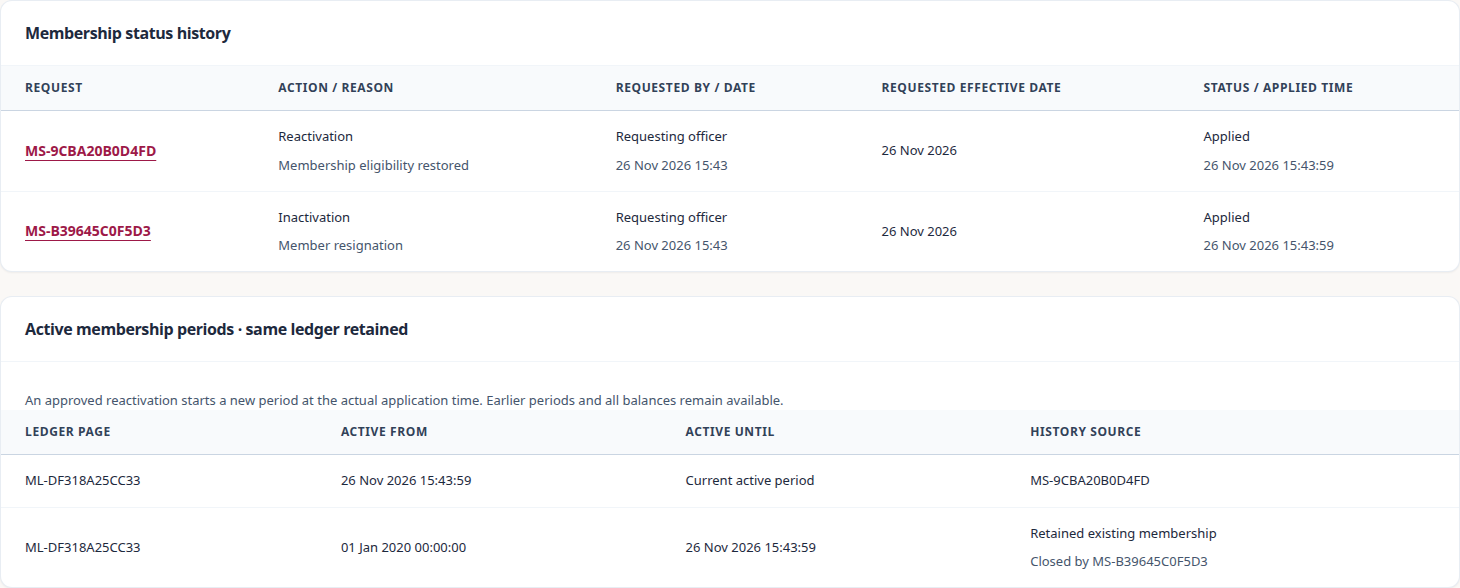 Membership status history
REQUEST ACTION / REASON REQUESTED BY / DATE REQUESTED EFFECTIVE DATE STATUS / APPLIED TIME
MS-9CBA20B0D4FD Reactivation Requesting officer 26 Nov 2026 Applied
Membership eligibility restored 26 Nov 2026 15:43 26 Nov 2026 15:43:59
MS-B39645C0F5D3 Inactivation Requesting officer 26 Nov 2026 Applied
Member resignation 26 Nov 2026 15:43 26 Nov 2026 15:43:59
Active membership periods · same ledger retained
An approved reactivation starts a new period at the actual application time. Earlier periods and all balances remain available.
LEDGER PAGE ACTIVE FROM ACTIVE UNTIL HISTORY SOURCE
ML-DF318A25CC33 26 Nov 2026 15:43:59 Current active period MS-9CBA20B0D4FD
ML-DF318A25CC33 01 Jan 2020 00:00:00 26 Nov 2026 15:43:59 Retained existing membership
Closed by MS-B39645C0F5D3